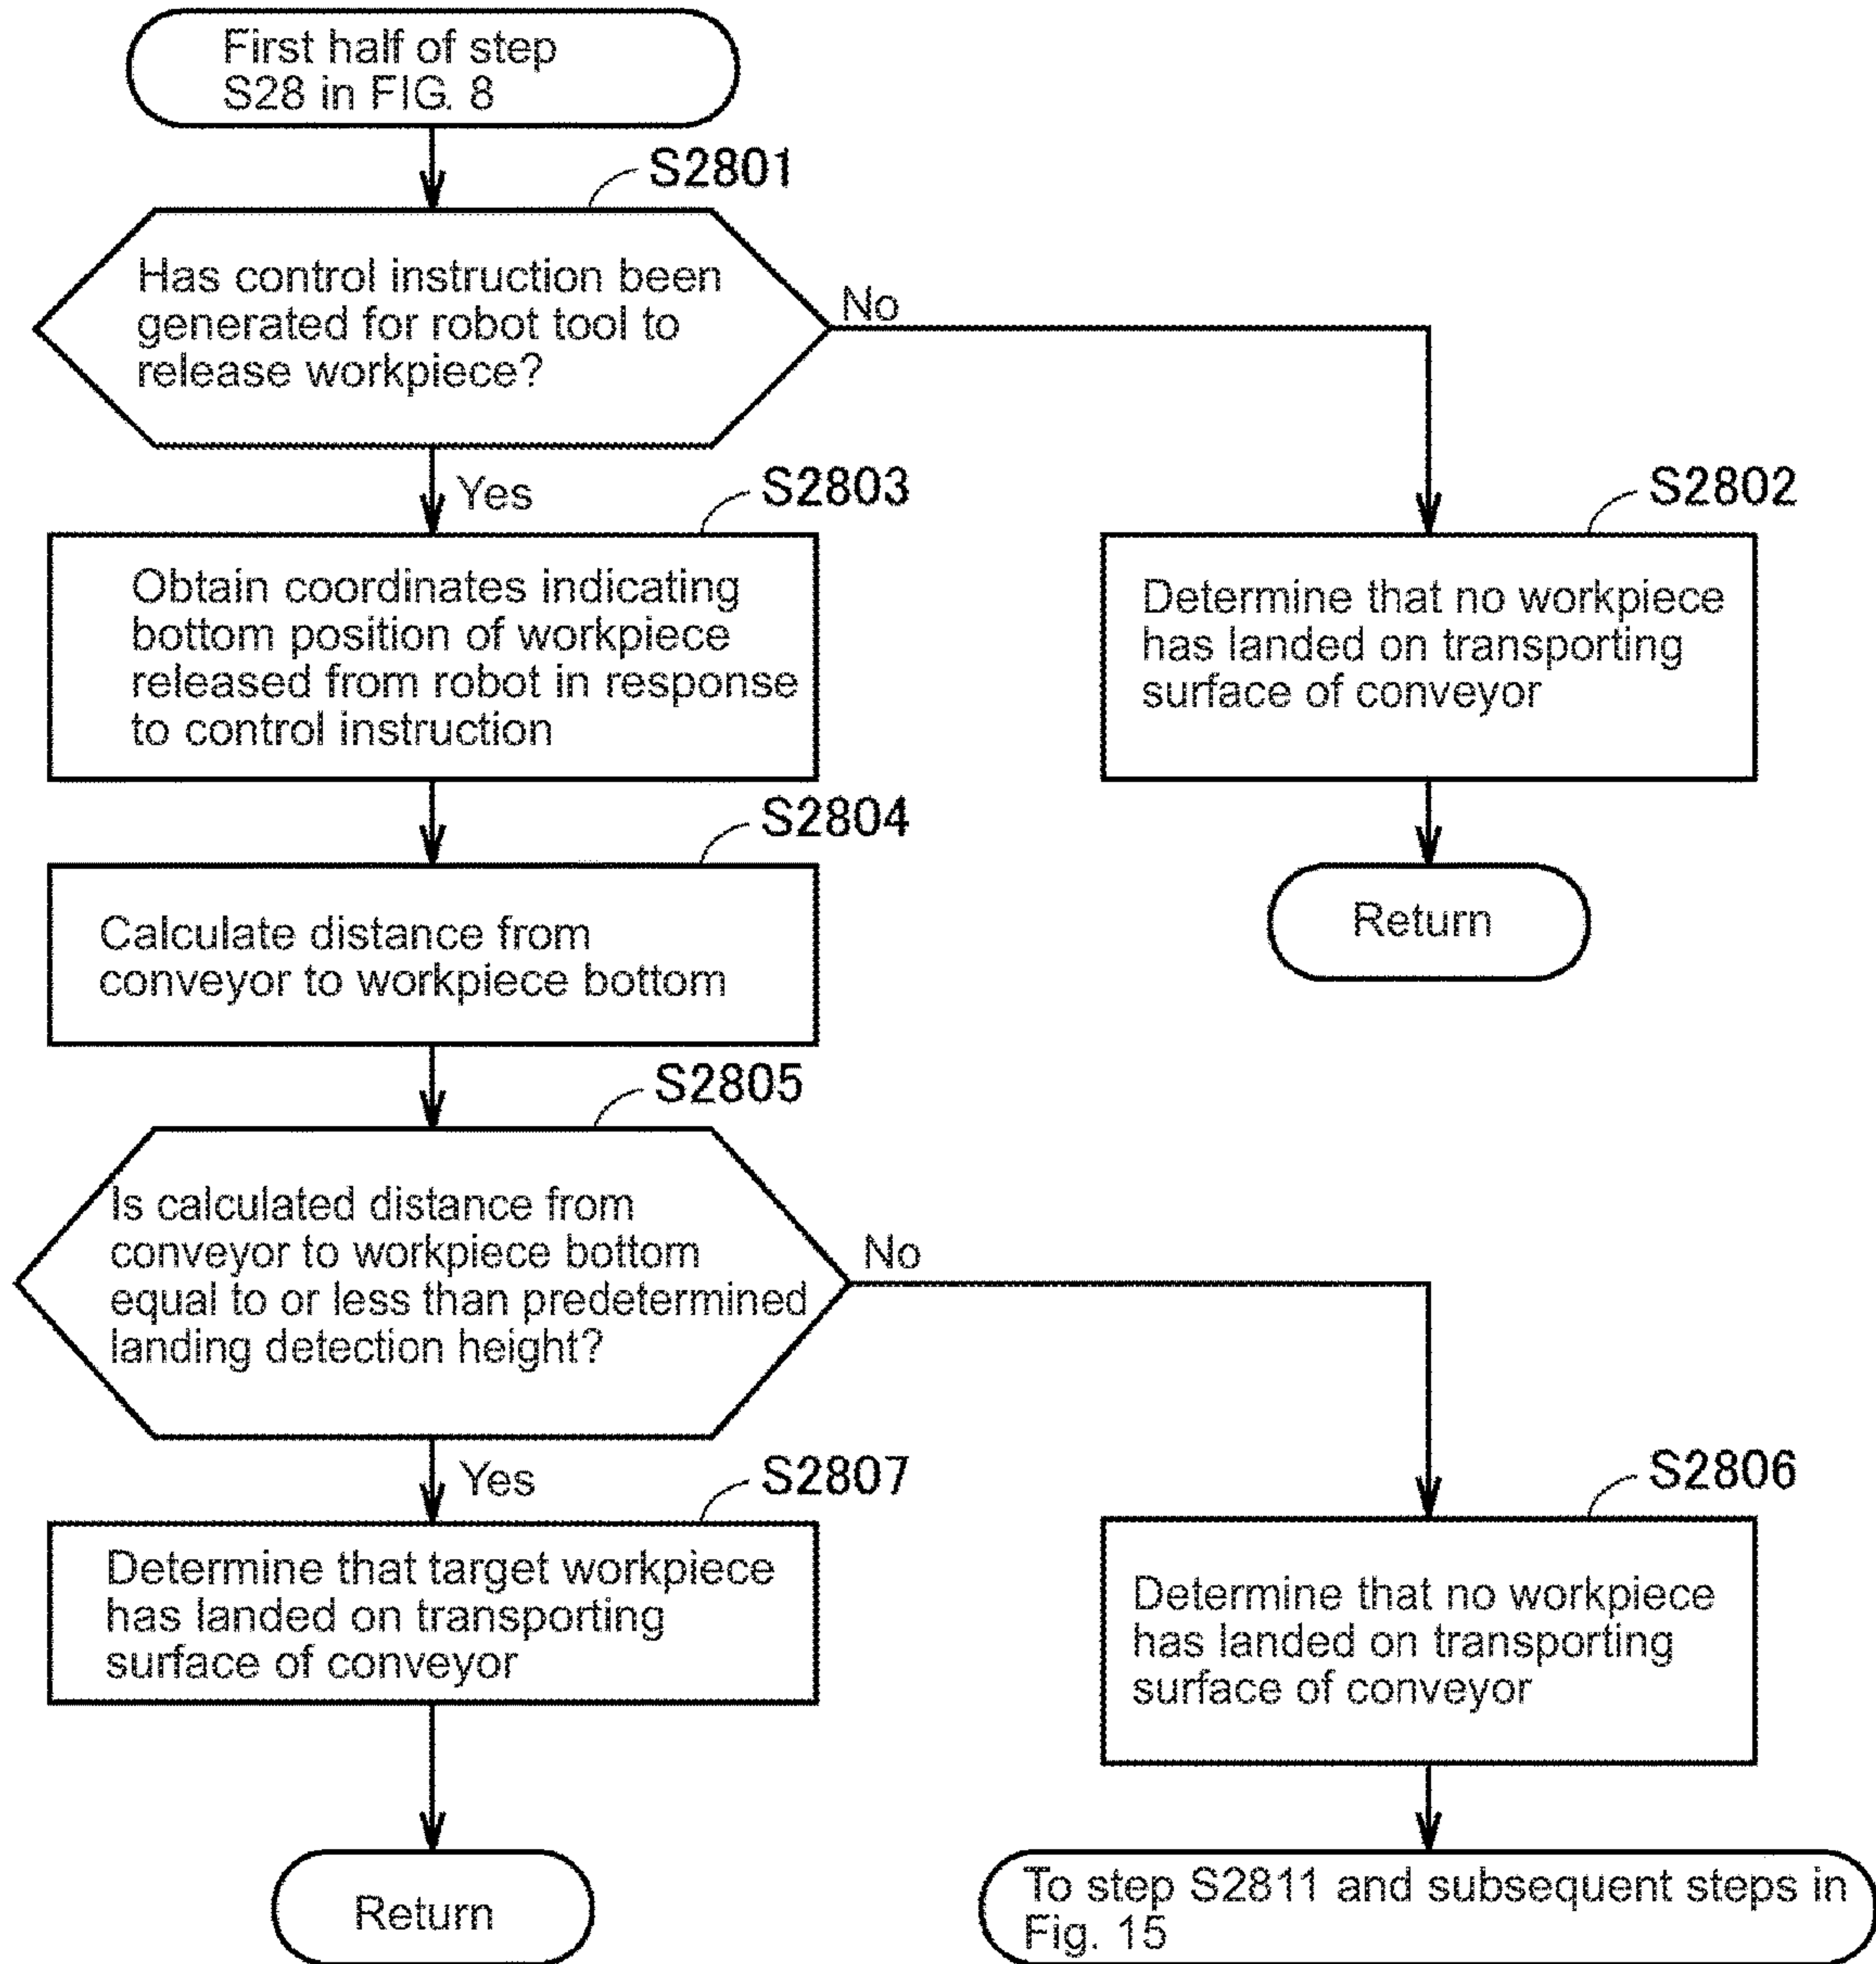 First half of step
S28 in FIG. 8
S2801
Has control instruction been
generated for robot tool to
release workpiece?
No
Yes
S2803
Obtain coordinates indicating
bottom position of workpiece
released from robot in response
to control instruction
S2802
Determine that no workpiece
has landed on transporting
surface of conveyor
Return
S2804
Calculate distance from
conveyor to workpiece bottom
S2805
Is calculated distance from
conveyor to workpiece bottom
equal to or less than predetermined
landing detection height?
No
Yes
S2807
Determine that target workpiece
has landed on transporting
surface of conveyor
Return
S2806
Determine that no workpiece
has landed on transporting
surface of conveyor
To step S2811 and subsequent steps in
Fig. 15